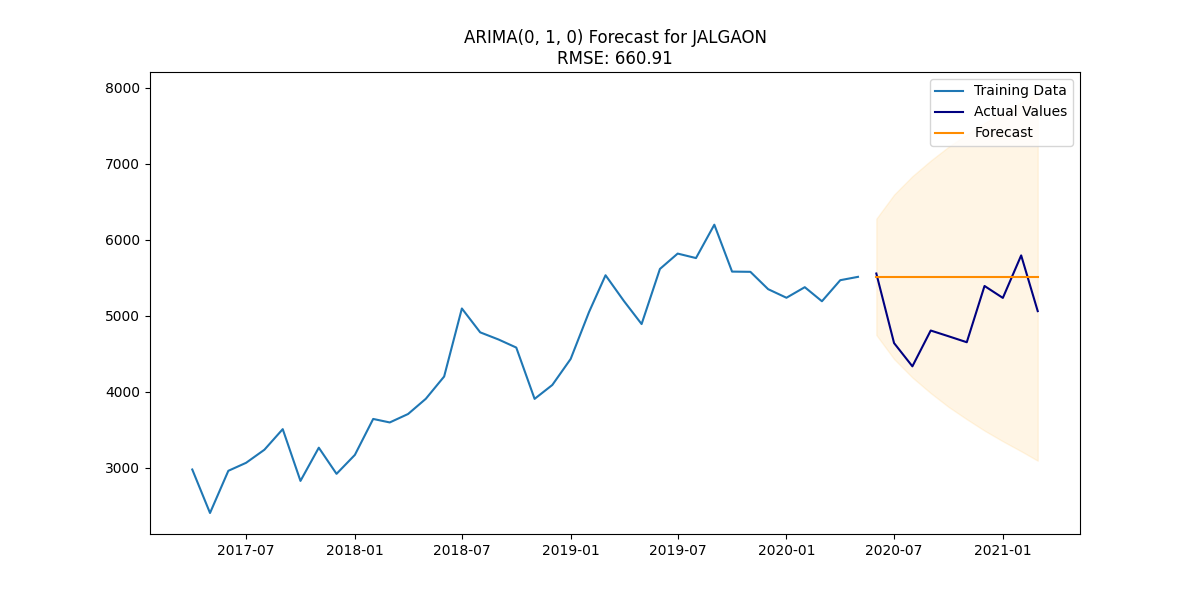 ARIMA(0, 1, 0) Forecast for JALGAON
RMSE: 660.91
Training Data
Actual Values
Forecast
8000
7000
6000
5000
4000
3000
2017-07 2018-01 2018-07 2019-01 2019-07 2020-01 2020-07 2021-01